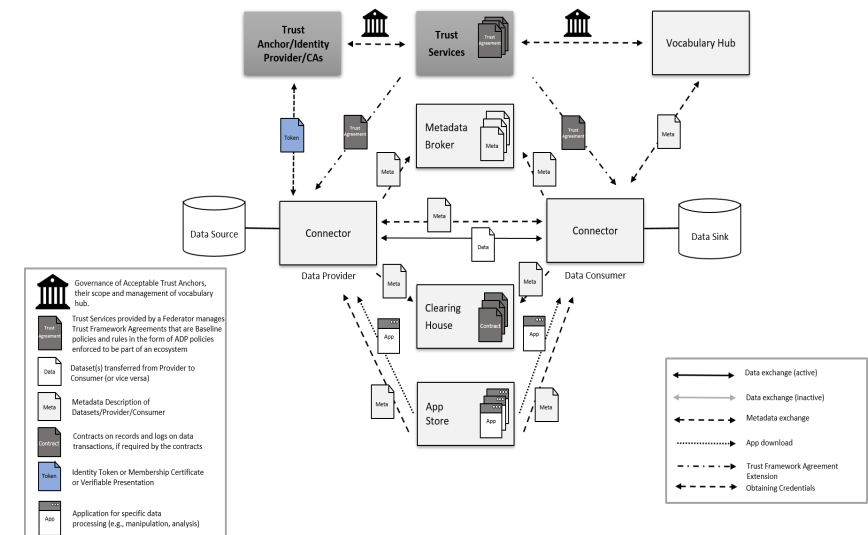 Trust
Anchor/Identity
Provider/CAs
Trust
Services
Trust
Agreement
Vocabulary Hub
Token
Trust
Agreement
Metadata
Broker
Meta
Trust
Agreement
Meta
Meta
Meta
Data Source
Connector
Meta
Data
Connector
Data Sink
Data Provider
Data Consumer
Meta
Clearing
House
Contract
Meta
App
App
Meta
App
Store
App
Meta
Governance of Acceptable Trust Anchors,
their scope and management of vocabulary
hub.
Trust
Agreement
Trust Services provided by a Federator manages
Trust Framework Agreements that are Baseline
policies and rules in the form of ADP policies
enforced to be part of an ecosystem
Data
Dataset(s) transferred from Provider to
Consumer (or vice versa)
Meta
Metadata Description of
Datasets/Provider/Consumer
Contract
Contracts on records and logs on data
transactions, if required by the contracts
Token
Identity Token or Membership Certificate
or Verifiable Presentation
App
Application for specific data
processing (e.g., manipulation, analysis)
Data exchange (active)
Data exchange (inactive)
Metadata exchange
App download
Trust Framework Agreement
Extension
Obtaining Credentials